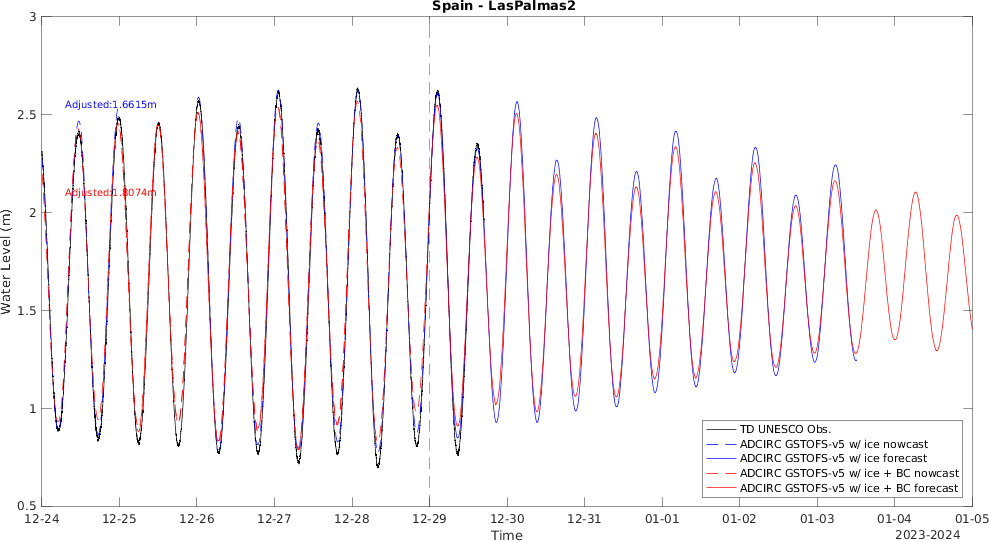 Spain - LasPalmas2
3
2.5
2
1.5
1
0.5
Water Level (m)
Adjusted:1.6615m
Adjusted:1.8074m
TD UNESCO Obs.
ADCIRC GSTOFS-v5 w/ ice nowcast
ADCIRC GSTOFS-v5 w/ ice forecast
ADCIRC GSTOFS-v5 w/ ice + BC nowcast
ADCIRC GSTOFS-v5 w/ ice + BC forecast
12-24 12-25 12-26 12-27 12-28 12-29 12-30 12-31 01-01 01-02 01-03 01-04 01-05
Time
2023-2024